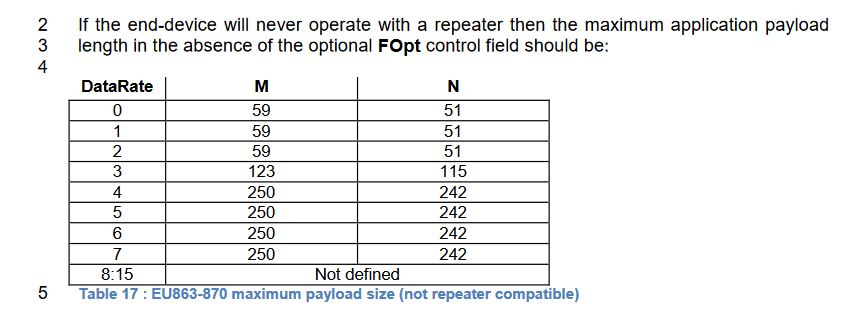 2 If the end-device will never operate with a repeater then the maximum application payload
3 length in the absence of the optional FOpt control field should be:
4
DataRate M N
0 59 51
1 59 51
2 59 51
3 123 115
4 250 242
5 250 242
6 250 242
7 250 242
8:15 Not defined
5 Table 17 : EU863-870 maximum payload size (not repeater compatible)